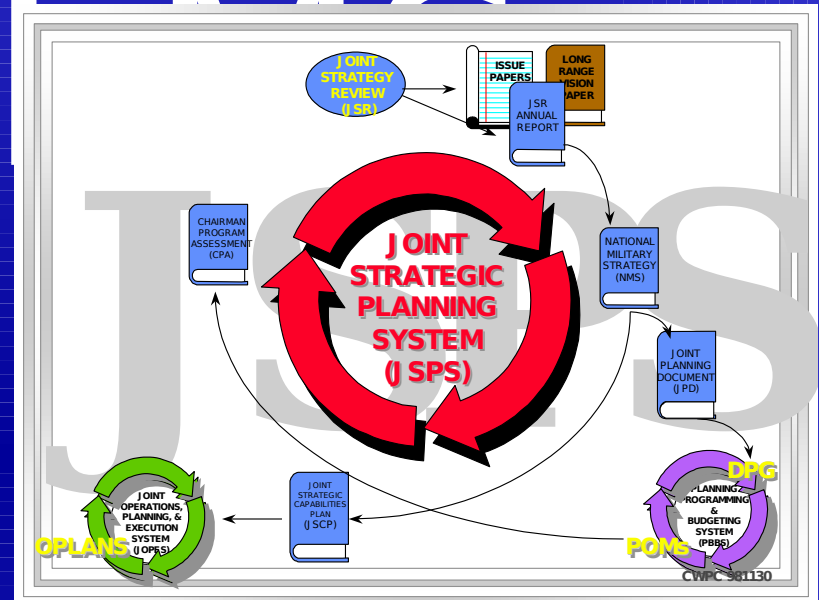 JSPS
JOINT
STRATEGY
REVIEW
(JSR)
ISSUE
PAPERS
LONG
RANGE
VISION
PAPER
JSR
ANNUAL
REPORT
CHAIRMAN
PROGRAM
ASSESSMENT
(CPA)
JOINT
STRATEGIC
PLANNING
SYSTEM
(JSPS)
NATIONAL
MILITARY
STRATEGY
(NMS)
JOINT
PLANNING
DOCUMENT
(JPD)
JOINT
OPERATIONS,
PLANNING, &
EXECUTION
SYSTEM
(JOPES)
OPLANS
JOINT
STRATEGIC
CAPABILITIES
PLAN
(JSCP)
DPG
PLANNING,
PROGRAMMING
&
BUDGETING
SYSTEM
(PBBS)
POMs
CWPC 981130